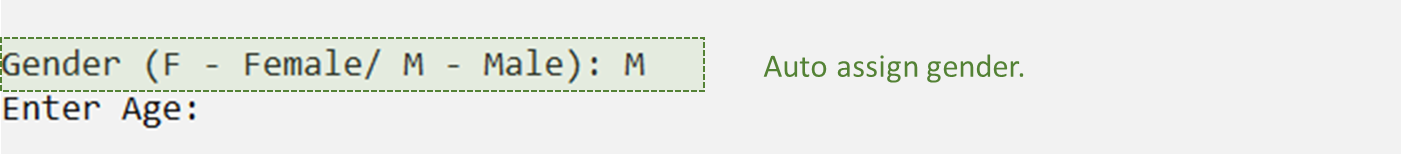 Gender (F - Female/ M - Male): M
Auto assign gender.
Enter Age: